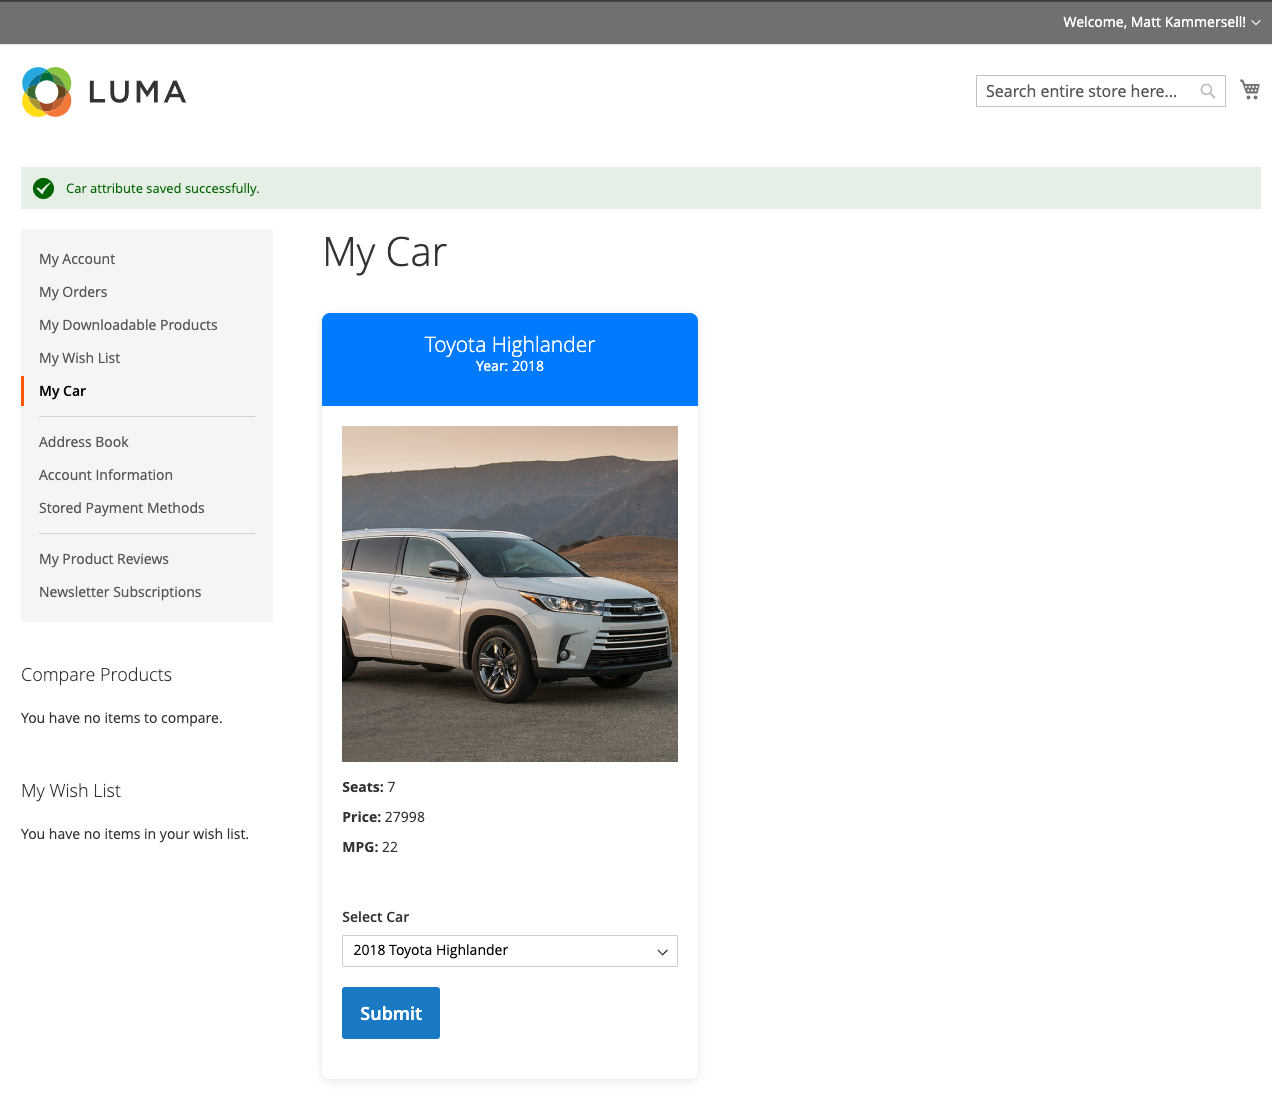 Welcome, Matt Kammersell!
LUMA
Search entire store here...
Car attribute saved successfully.
My Account
My Orders
My Downloadable Products
My Wish List
My Car
Address Book
Account Information
Stored Payment Methods
My Product Reviews
Newsletter Subscriptions
Compare Products
You have no items to compare.
My Wish List
You have no items in your wish list.
My Car
Toyota Highlander
Year: 2018
Seats: 7
Price: 27998
MPG: 22
Select Car
2018 Toyota Highlander
Submit